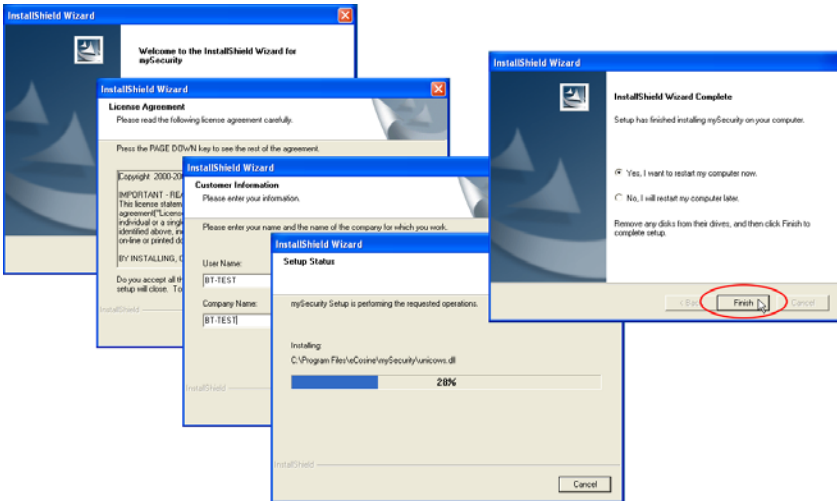 InstallShield Wizard
Welcome to the InstallShield Wizard for
mySecurity
InstallShield Wizard
License Agreement
Please read the following license agreement carefully.
Press the PAGE DOWN key to see the rest of the agreement.
Copyright 2000-20
IMPORTANT - REA
This license statem
agreement("Licens
individual or a singl
identified above, in
on-line or printed do
BY INSTALLING, C
Do you accept all th
setup will close. To
InstallShield
InstallShield Wizard
Customer Information
Please enter your information.
Please enter your name and the name of the company for which you work.
User Name:
BT-TEST
Company Name:
BT-TEST
InstallShield
InstallShield Wizard
Setup Status
mySecurity Setup is performing the requested operations.
Installing:
C:\Program Files\eCosine\mySecurity\unicows.dll
28%
InstallShield
Cancel
InstallShield Wizard
InstallShield Wizard Complete
Setup has finished installing mySecurity on your computer.
Yes, I want to restart my computer now.
No, I will restart my computer later.
Remove any disks from their drives, and then click Finish to
complete setup.
< Bac Finish Cancel